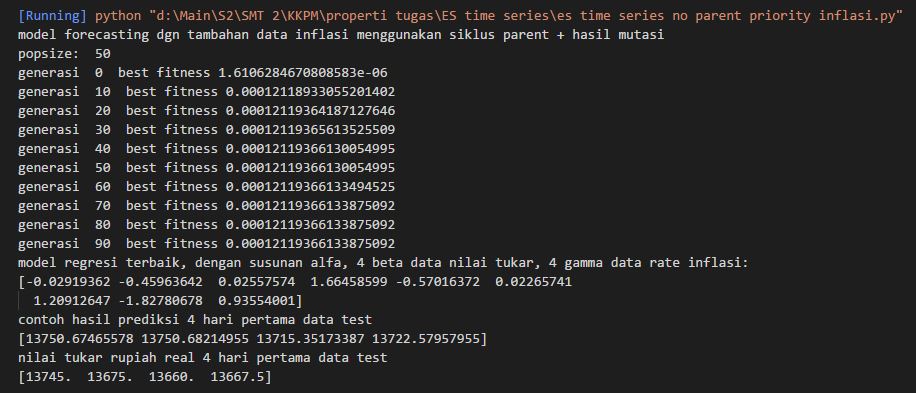 [Running] python "d:\Main\S2\SMT 2\KKPM\properti tugas\ES time series\es time series no parent priority inflasi.py"
model forecasting dgn tambahan data inflasi menggunakan siklus parent + hasil mutasi
popsize:  50
generasi  0  best fitness 1.6106284670808583e-06
generasi  10  best fitness 0.00012118933055201402
generasi  20  best fitness 0.00012119364187127646
generasi  30  best fitness 0.00012119365613525509
generasi  40  best fitness 0.00012119366130054995
generasi  50  best fitness 0.00012119366130054995
generasi  60  best fitness 0.00012119366133494525
generasi  70  best fitness 0.00012119366133875092
generasi  80  best fitness 0.00012119366133875092
generasi  90  best fitness 0.00012119366133875092
model regresi terbaik, dengan susunan alfa, 4 beta data nilai tukar, 4 gamma data rate inflasi:
[-0.02919362 -0.45963642  0.02557574  1.66458599 -0.57016372  0.02265741
  1.20912647 -1.82780678  0.93554001]
contoh hasil prediksi 4 hari pertama data test
[13750.67465578 13750.68214955 13715.35173387 13722.57957955]
nilai tukar rupiah real 4 hari pertama data test
[13745.  13675.  13660.  13667.5]